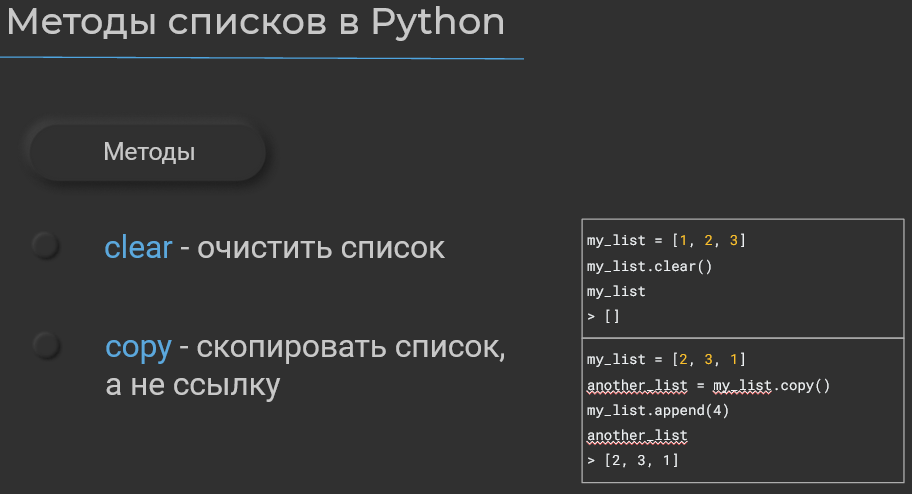 Методы списков в Python
Методы
clear - очистить список
copy - скопировать список,
а не ссылку
my_list = [1, 2, 3]
my_list.clear()
my_list
> []
my_list = [2, 3, 1]
another_list = my_list.copy()
my_list.append(4)
another_list
> [2, 3, 1]